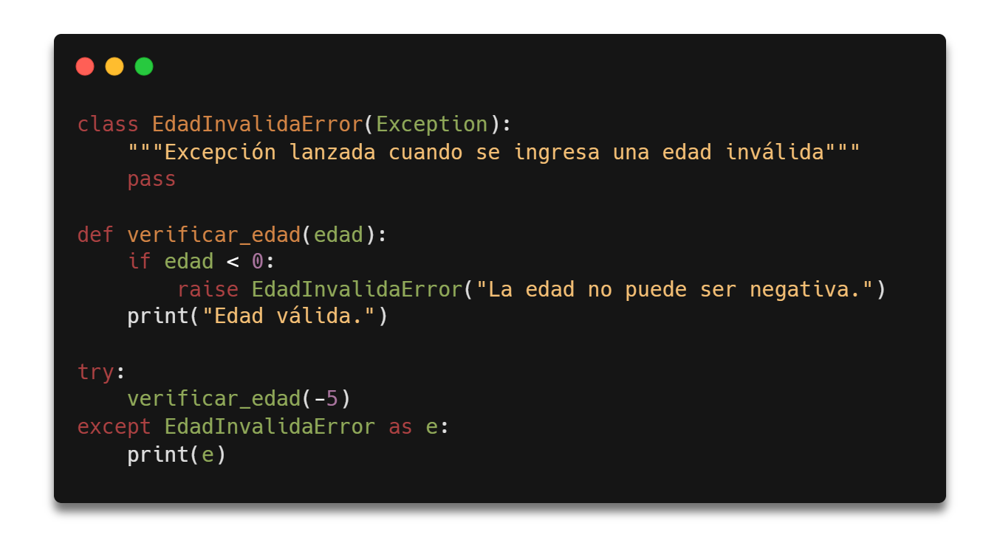 class EdadInvalidaError(Exception):
    """Excepción lanzada cuando se ingresa una edad inválida"""
    pass

def verificar_edad(edad):
    if edad < 0:
        raise EdadInvalidaError("La edad no puede ser negativa.")
    print("Edad válida.")

try:
    verificar_edad(-5)
except EdadInvalidaError as e:
    print(e)